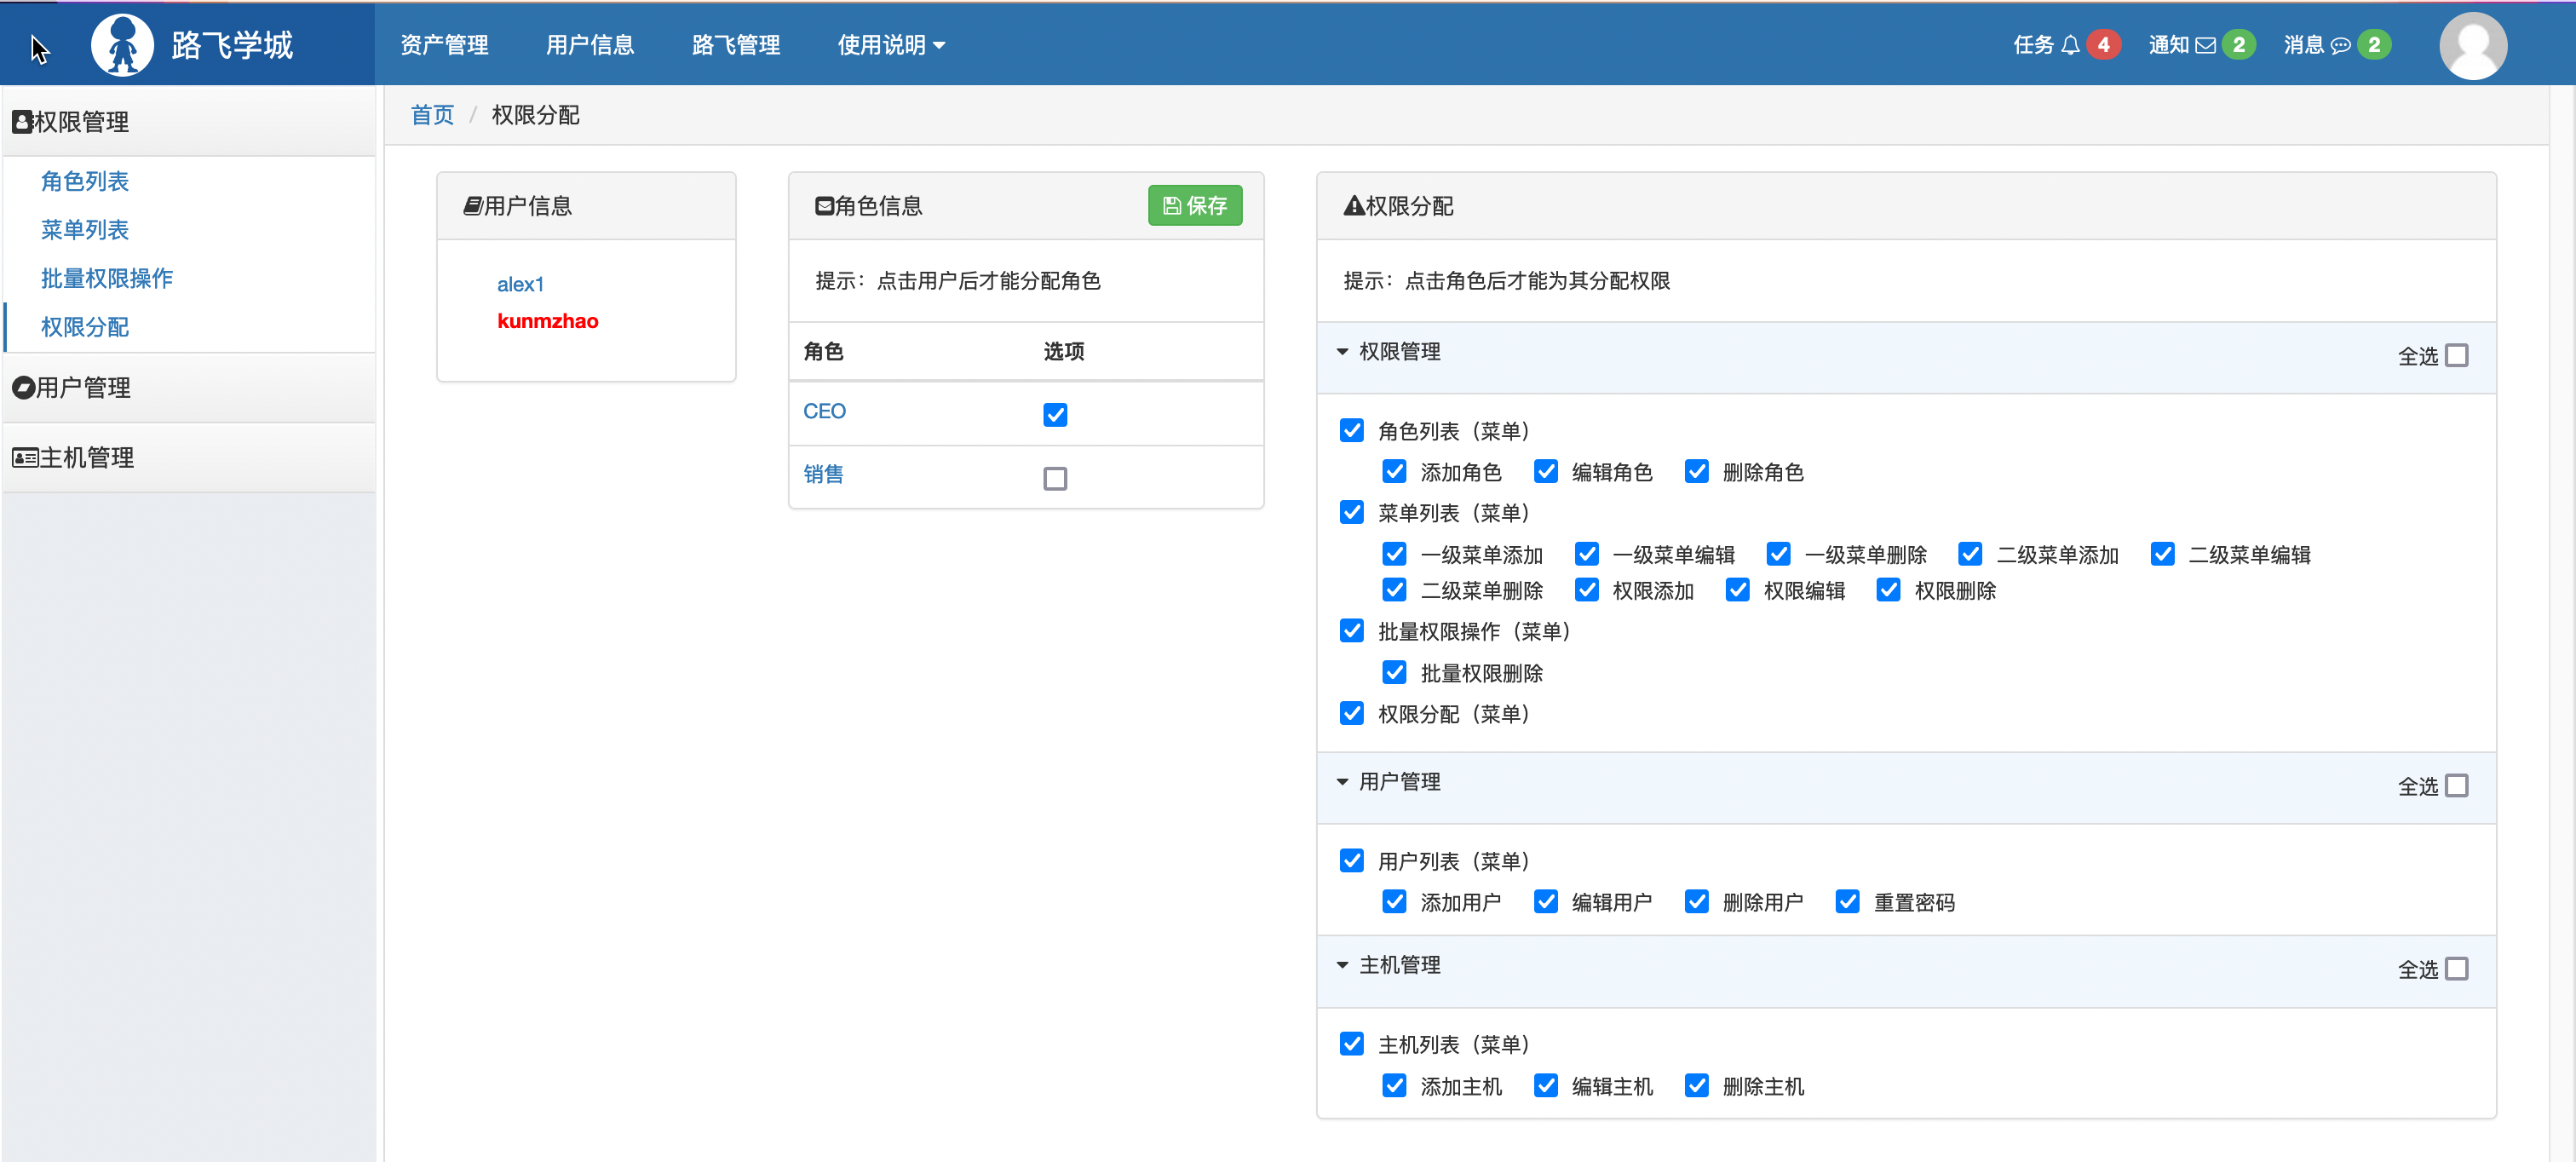 路飞学城 资产管理 用户信息 路飞管理 使用说明 任务 4 通知 2 消息 2
权限管理
角色列表
菜单列表
批量权限操作
权限分配
用户管理
主机管理
首页 / 权限分配
用户信息
alex1
kunmzhao
角色信息 保存
提示：点击用户后才能分配角色
角色 选项
CEO
销售
权限分配
提示：点击角色后才能为其分配权限
权限管理 全选
角色列表（菜单）
添加角色 编辑角色 删除角色
菜单列表（菜单）
一级菜单添加 一级菜单编辑 一级菜单删除 二级菜单添加 二级菜单编辑
二级菜单删除 权限添加 权限编辑 权限删除
批量权限操作（菜单）
批量权限删除
权限分配（菜单）
用户管理 全选
用户列表（菜单）
添加用户 编辑用户 删除用户 重置密码
主机管理 全选
主机列表（菜单）
添加主机 编辑主机 删除主机